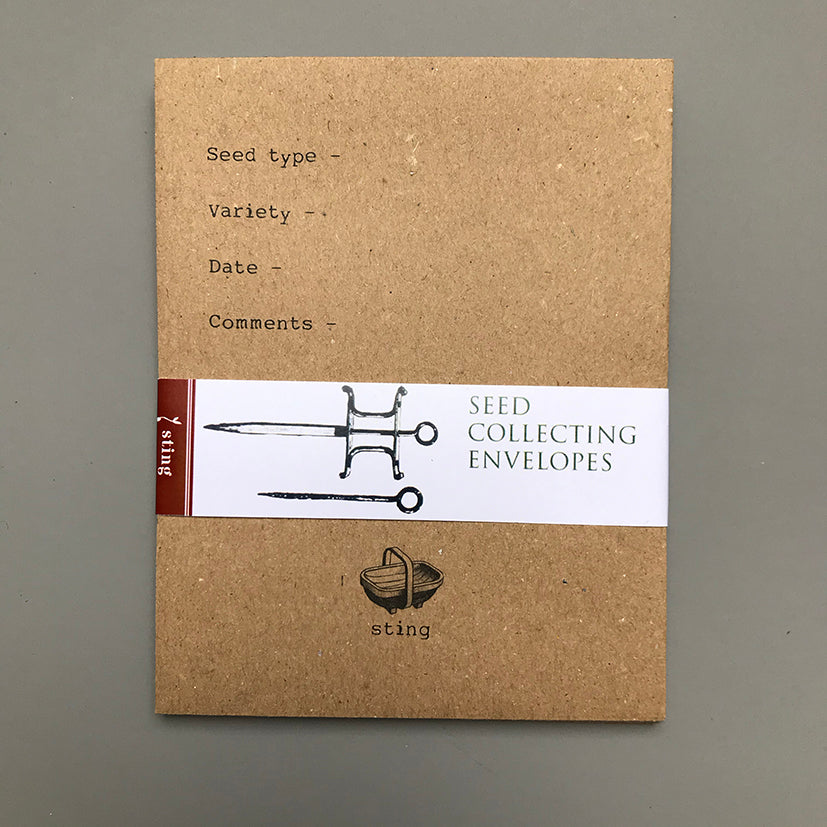 Seed type -
Variety -
Date -
Comments -
sting
SEED
COLLECTING
ENVELOPES
sting